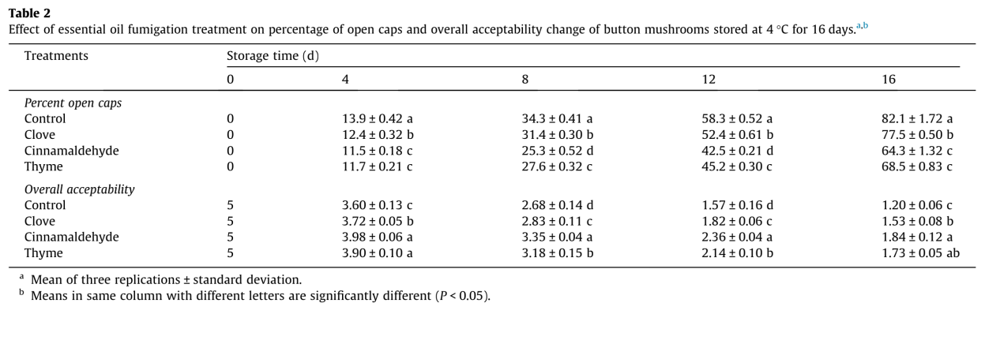 Table 2
Effect of essential oil fumigation treatment on percentage of open caps and overall acceptability change of button mushrooms stored at 4 °C for 16 days.a,b
Treatments Storage time (d)
0 4 8 12 16
Percent open caps
Control 0 13.9 ± 0.42 a 34.3 ± 0.41 a 58.3 ± 0.52 a 82.1 ± 1.72 a
Clove 0 12.4 ± 0.32 b 31.4 ± 0.30 b 52.4 ± 0.61 b 77.5 ± 0.50 b
Cinnamaldehyde 0 11.5 ± 0.18 c 25.3 ± 0.52 d 42.5 ± 0.21 d 64.3 ± 1.32 c
Thyme 0 11.7 ± 0.21 c 27.6 ± 0.32 c 45.2 ± 0.30 c 68.5 ± 0.83 c
Overall acceptability
Control 5 3.60 ± 0.13 c 2.68 ± 0.14 d 1.57 ± 0.16 d 1.20 ± 0.06 c
Clove 5 3.72 ± 0.05 b 2.83 ± 0.11 c 1.82 ± 0.06 c 1.53 ± 0.08 b
Cinnamaldehyde 5 3.98 ± 0.06 a 3.35 ± 0.04 a 2.36 ± 0.04 a 1.84 ± 0.12 a
Thyme 5 3.90 ± 0.10 a 3.18 ± 0.15 b 2.14 ± 0.10 b 1.73 ± 0.05 ab
a Mean of three replications ± standard deviation.
b Means in same column with different letters are significantly different (P < 0.05).